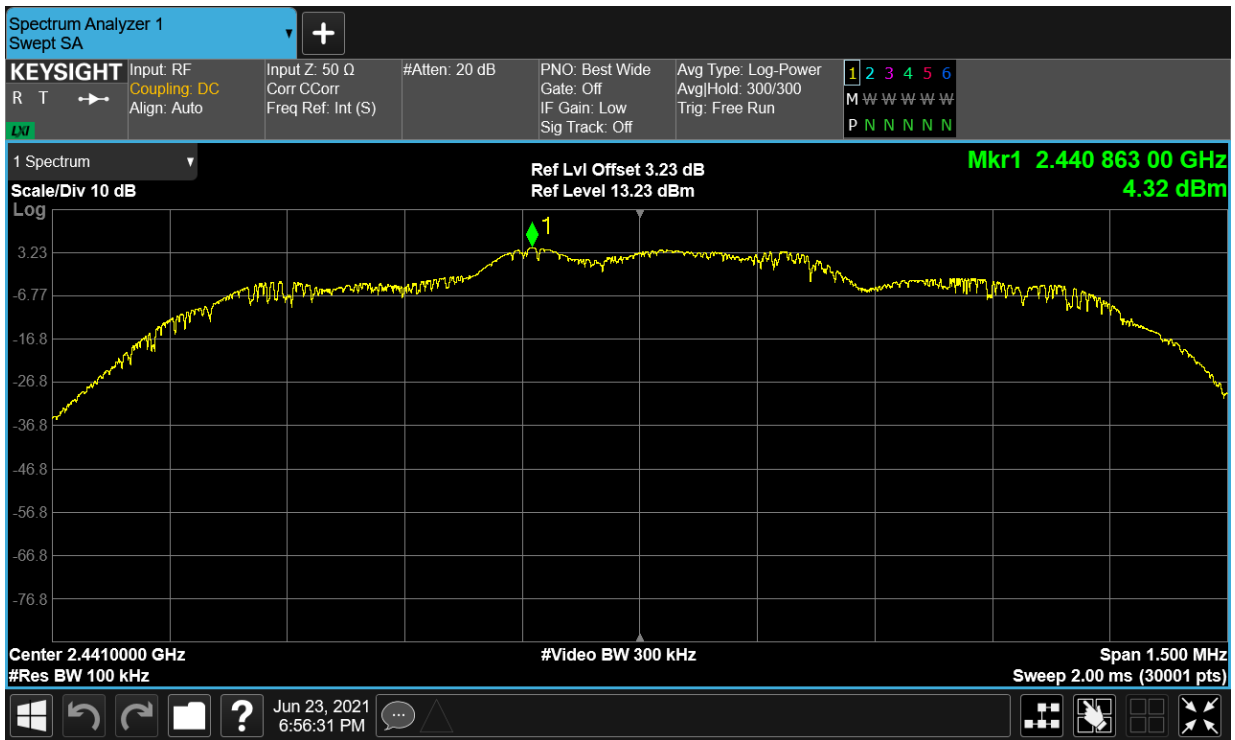 Spectrum Analyzer 1
Swept SA
+
KEYSIGHT
R T
LXI
Input: RF
Coupling: DC
Align: Auto
Input Z: 50 Ω
Corr CCorr
Freq Ref: Int (S)
#Atten: 20 dB
PNO: Best Wide
Gate: Off
IF Gain: Low
Sig Track: Off
Avg Type: Log-Power
Avg|Hold: 300/300
Trig: Free Run
1 2 3 4 5 6
M W W W W W
P N N N N N
1 Spectrum
Scale/Div 10 dB
Log
Ref Lvl Offset 3.23 dB
Ref Level 13.23 dBm
Mkr1 2.440 863 00 GHz
4.32 dBm
1
3.23
-6.77
-16.8
-26.8
-36.8
-46.8
-56.8
-66.8
-76.8
Center 2.4410000 GHz
#Res BW 100 kHz
#Video BW 300 kHz
Span 1.500 MHz
Sweep 2.00 ms (30001 pts)
?
Jun 23, 2021
6:56:31 PM